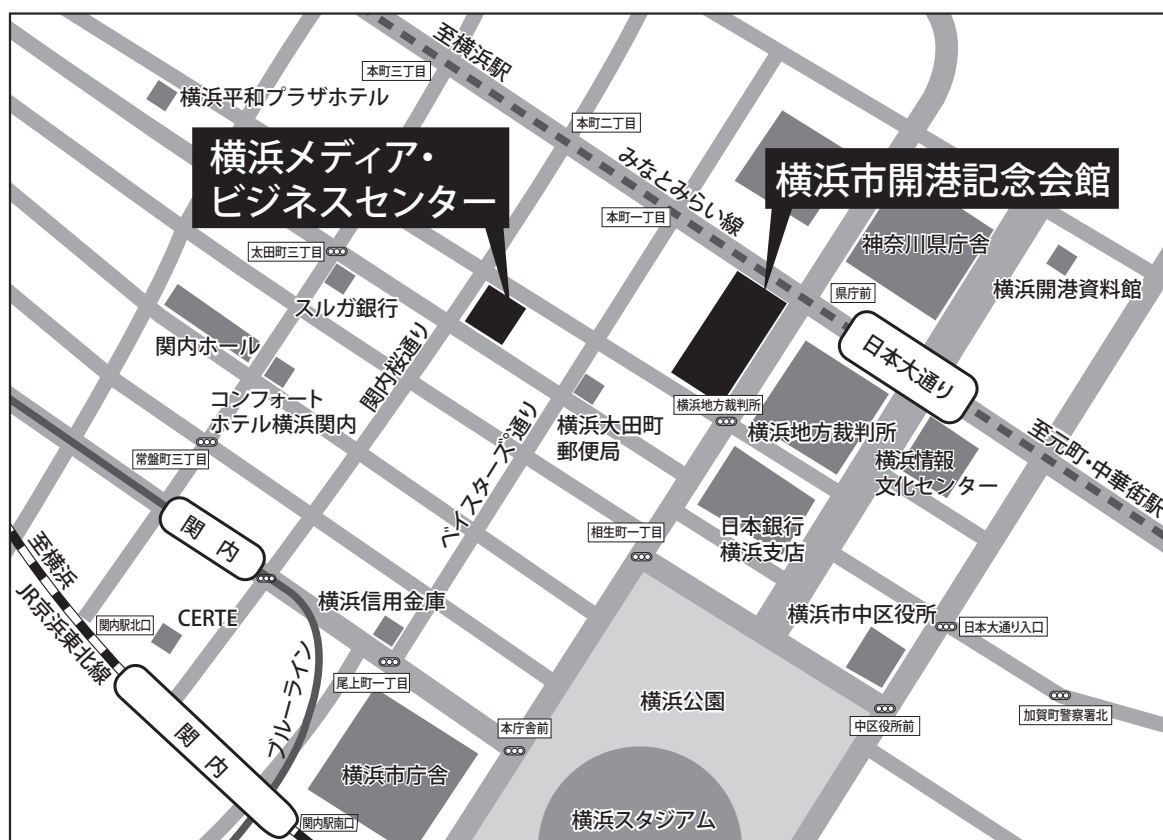 至横浜駅
本町三丁目
横浜平和プラザホテル
本町二丁目
横浜メディア・
ビジネスセンター
みなとみらい線
横浜市開港記念会館
本町一丁目
神奈川県庁舎
太田町三丁目
横浜開港資料館
スルガ銀行
県庁前
関内ホール
関内桜通り
日本大通り
コンフォート
ホテル横浜関内
横浜地方裁判所
横浜大田町
郵便局
横浜地方裁判所
ベイスターズ通り
常盤町三丁目
横浜情報
文化センター
至元町・中華街駅
関内
相生町一丁目
日本銀行
横浜支店
至横浜
JR京浜東北線
関内駅北口
CERTE
横浜信用金庫
横浜市中区役所
日本大通り入口
ブルーライン
尾上町一丁目
横浜公園
加賀町警察署北
本庁舎前
中区役所前
関内
横浜市庁舎
横浜スタジアム
関内駅南口